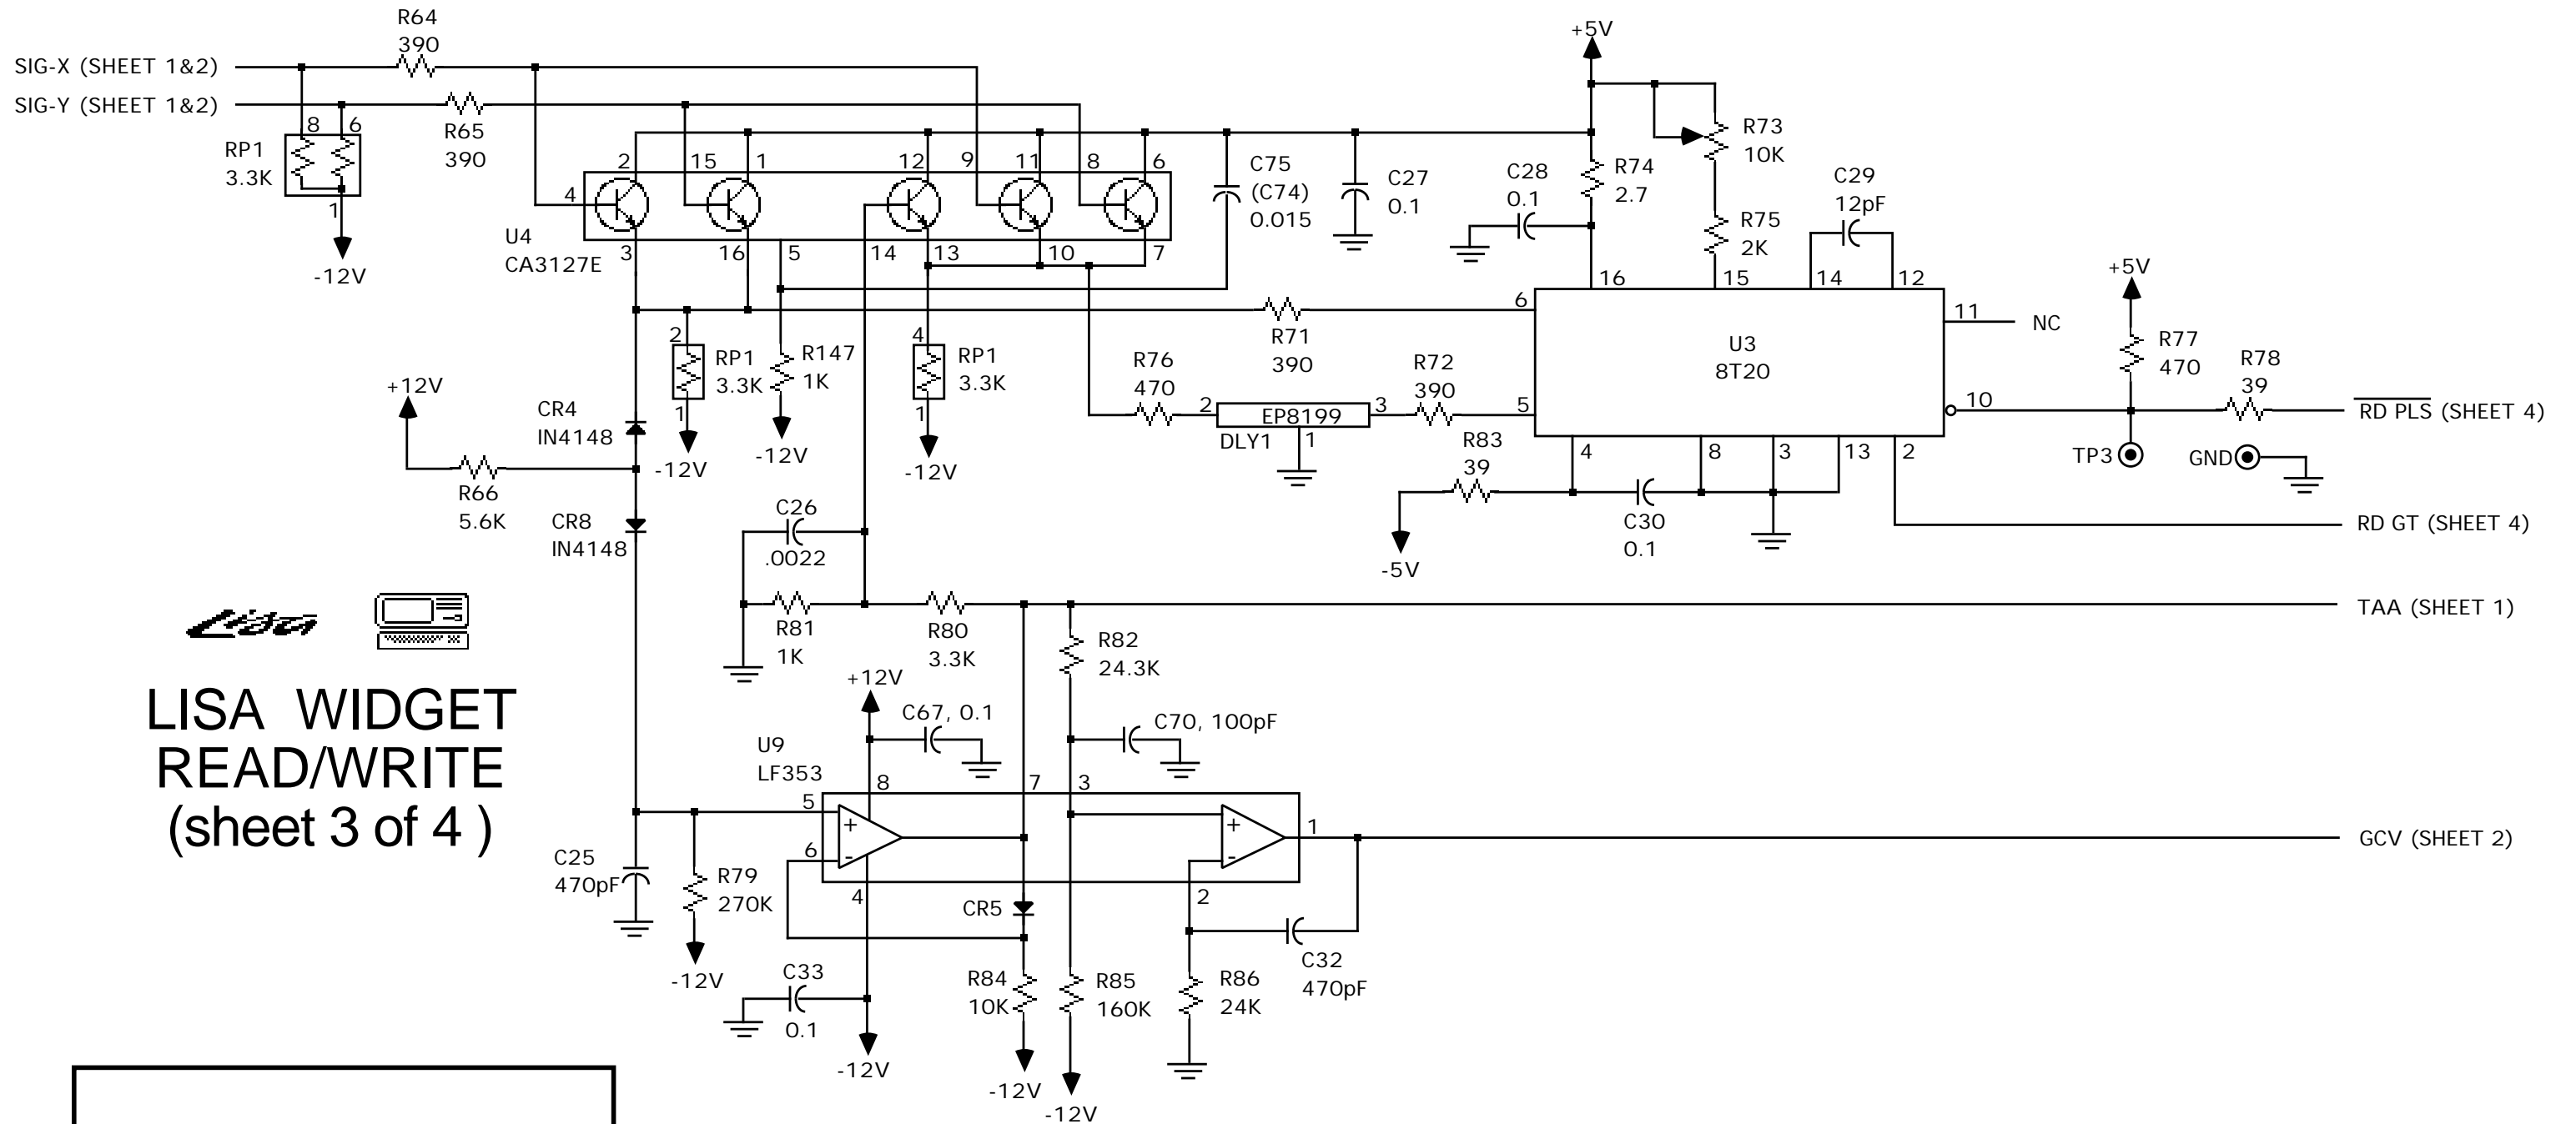 R64
390
+5V
SIG-X (SHEET 1&2)
SIG-Y (SHEET 1&2)
8 6
R65
390
RP1
3.3K
1
-12V
R73
10K
2 15 1 12 9 11 8 6
C75
(C74)
0.015
C27
0.1
C28
0.1
R74
2.7
C29
12pF
4
R75
2K
U4
CA3127E
3 16 5 14 13 10 7
16 15 14 12
+5V
6
11 NC
R71
390
U3
8T20
R77
470
R78
39
2
RP1
3.3K
1
-12V
R147
1K
-12V
4
RP1
3.3K
1
-12V
R76
470
2 EP8199 3
DLY1 1
R72
390
5
10
RD PLS (SHEET 4)
+12V
CR4
IN4148
R83
39
4 8 3 13 2
TP3
GND
R66
5.6K
CR8
IN4148
C26
.0022
C30
0.1
-5V
RD GT (SHEET 4)
Lisa
R81
1K
R80
3.3K
R82
24.3K
TAA (SHEET 1)
LISA WIDGET
READ/WRITE
(sheet 3 of 4 )
+12V
C67, 0.1
C70, 100pF
U9
LF353
8 7 3
5
+
6
-
+
-
1
GCV (SHEET 2)
C25
470pF
R79
270K
-12V
4
CR5
2
C32
470pF
C33
0.1
-12V
R84
10K
-12V
R85
160K
-12V
R86
24K